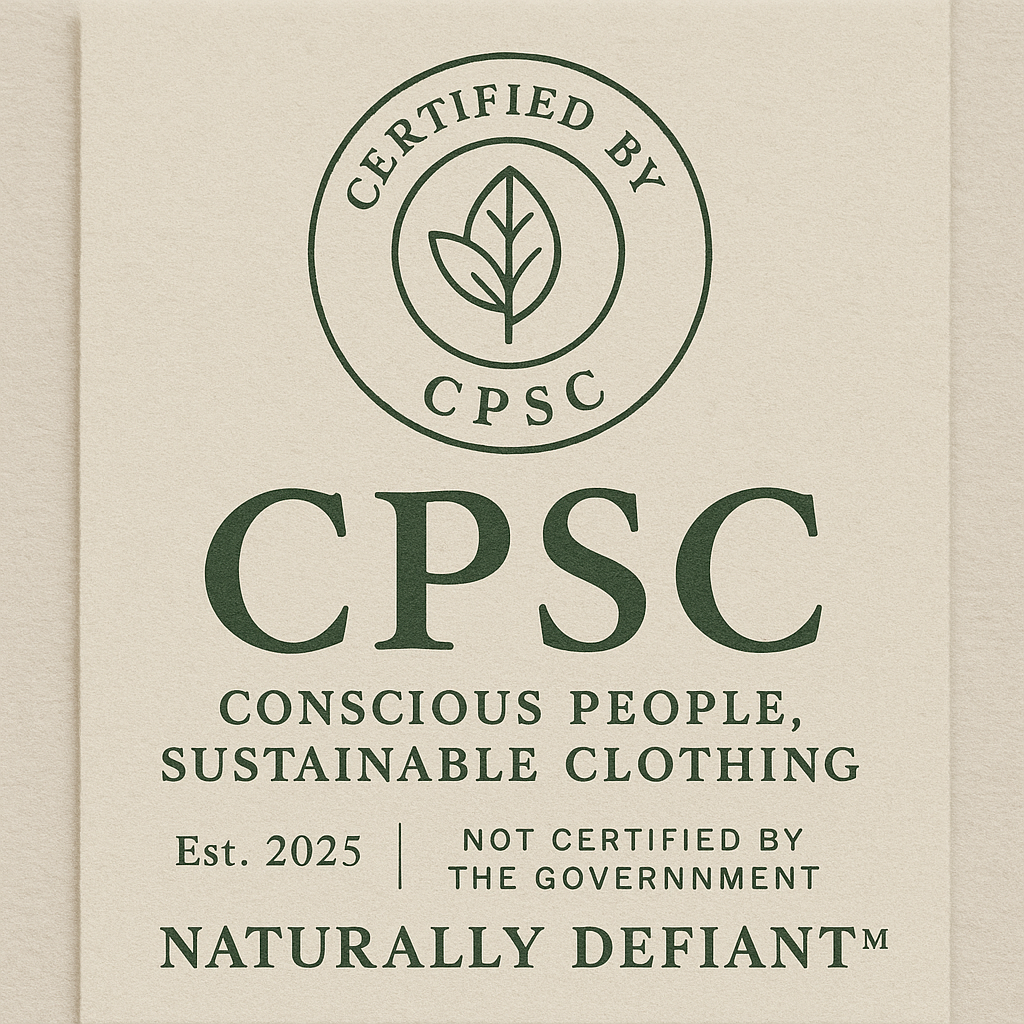 CERTIFIED BY
CPSC
CPSC
CONSCIOUS PEOPLE,
SUSTAINABLE CLOTHING
Est. 2025
NOT CERTIFIED BY
THE GOVERNNMENT
NATURALLY DEFIANT™